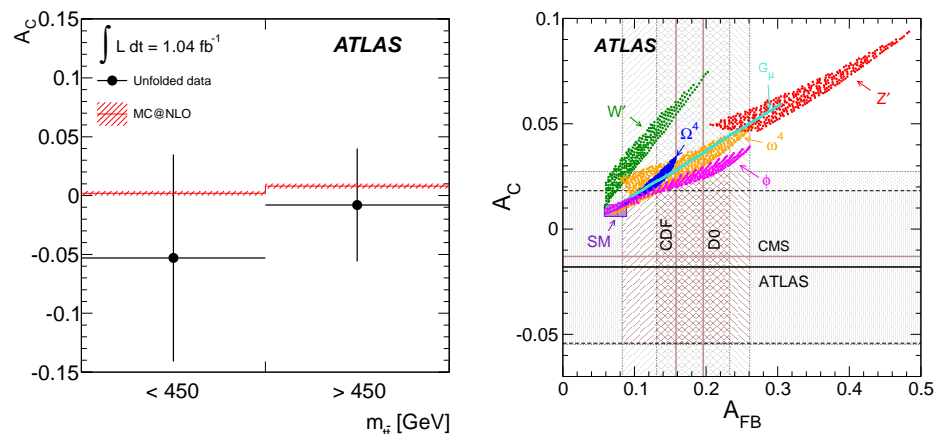 A_C
0.15
0.1
0.05
0
-0.05
-0.1
-0.15
∫ L dt = 1.04 fb⁻¹
ATLAS
Unfolded data
MC@NLO
< 450
> 450
m_tt̄ [GeV]
A_C
0.1
0.05
0
-0.05
ATLAS
W′
Ω⁴
G_μ
Z′
ω⁴
ϕ
SM
CDF
D0
CMS
ATLAS
0
0.1
0.2
0.3
0.4
0.5
A_FB